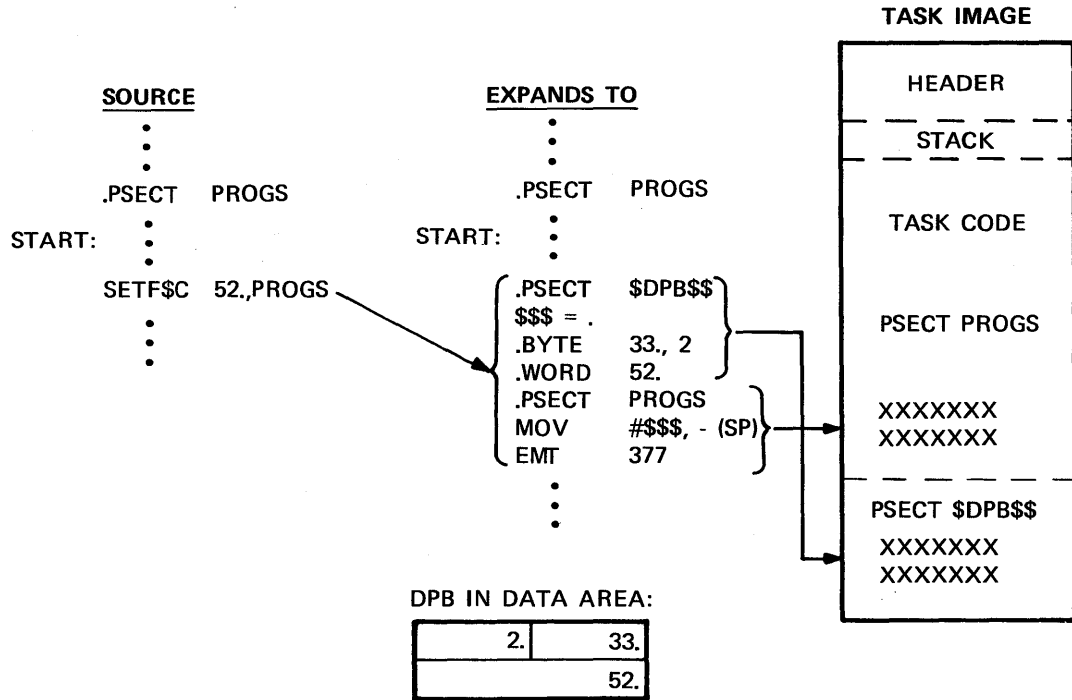 TASK IMAGE
SOURCE
.PSECT PROGS
START:
SETF$C 52.,PROGS
EXPANDS TO
.PSECT PROGS
START:
.PSECT $DPB$$
$$$ = .
.BYTE 33., 2
.WORD 52.
.PSECT PROGS
MOV #$$$, - (SP)
EMT 377
HEADER
STACK
TASK CODE
PSECT PROGS
XXXXXXX
XXXXXXX
PSECT $DPB$$
XXXXXXX
XXXXXXX
DPB IN DATA AREA:
2. 33.
52.